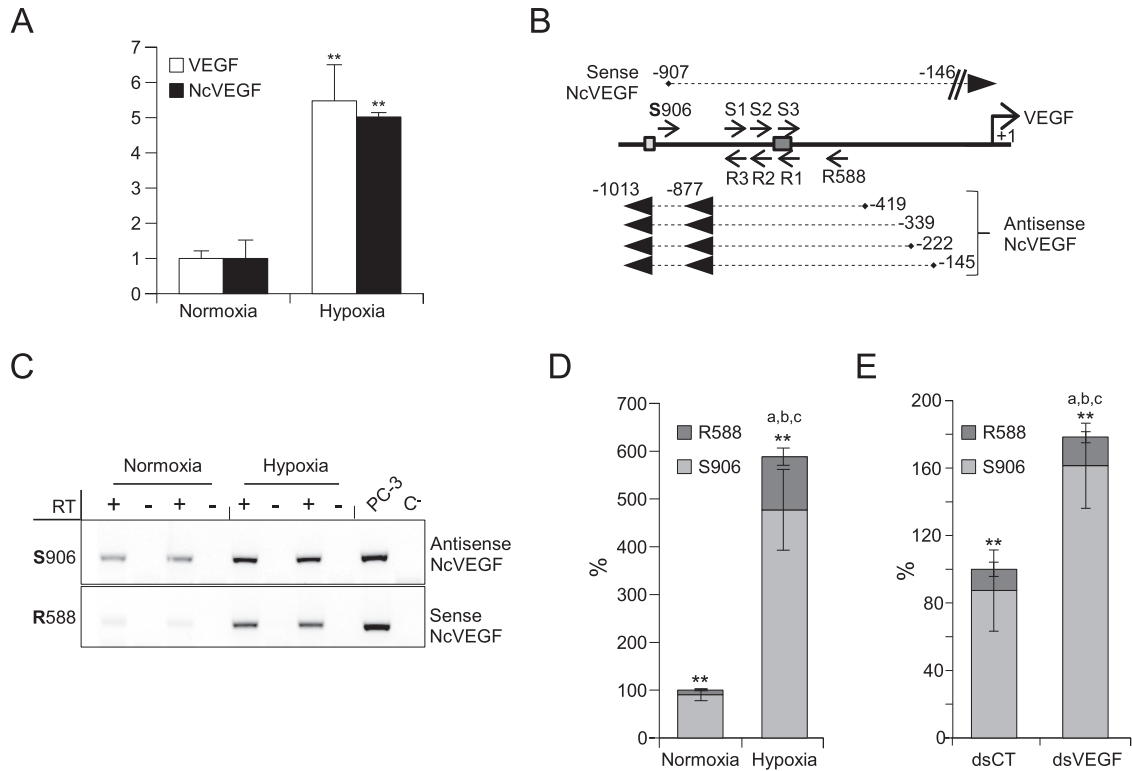 A
7
6
5
4
3
2
1
0
VEGF
NcVEGF
**
**
Normoxia
Hypoxia
B
Sense
NcVEGF
-907
-146
S906
S1 S2 S3
VEGF
+1
R3 R2 R1
R588
-1013
-877
-419
-339
-222
-145
Antisense
NcVEGF
C
Normoxia
Hypoxia
RT
+ - + - + - + - PC-3 C-
S906
Antisense
NcVEGF
R588
Sense
NcVEGF
D
700
600
500
400
300
200
100
0
%
R588
S906
a,b,c
**
**
Normoxia
Hypoxia
E
200
160
120
80
40
0
%
R588
S906
a,b,c
**
**
dsCT
dsVEGF